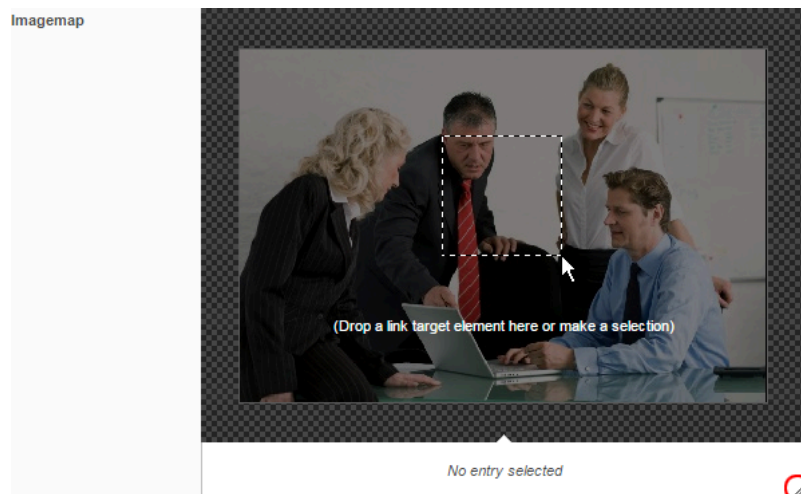 Imagemap
(Drop a link target element here or make a selection)
No entry selected